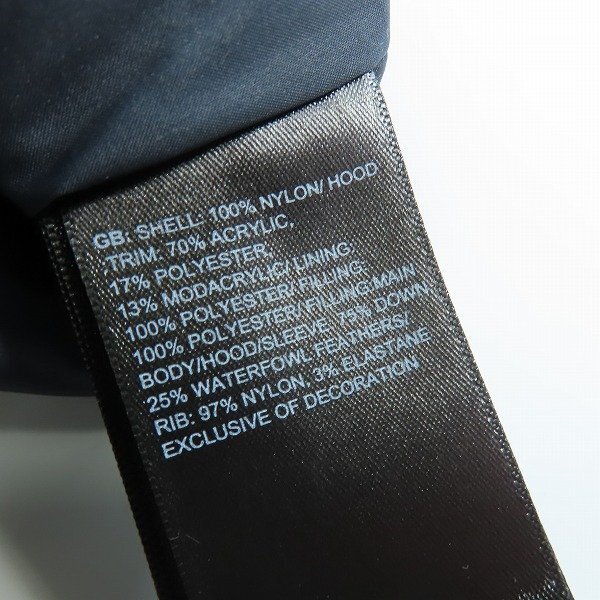 GB: SHELL: 100% NYLON/ HOOD
TRIM: 70% ACRYLIC,
17% POLYESTER,
13% MODACRYLIC/ LINING:
100% POLYESTER/ FILLING:
100% POLYESTER/ FILLING:MAIN
BODY/HOOD/SLEEVE: 75% DOWN
25% WATERFOWL FEATHERS/
RIB: 97% NYLON, 3% ELASTANE
EXCLUSIVE OF DECORATION